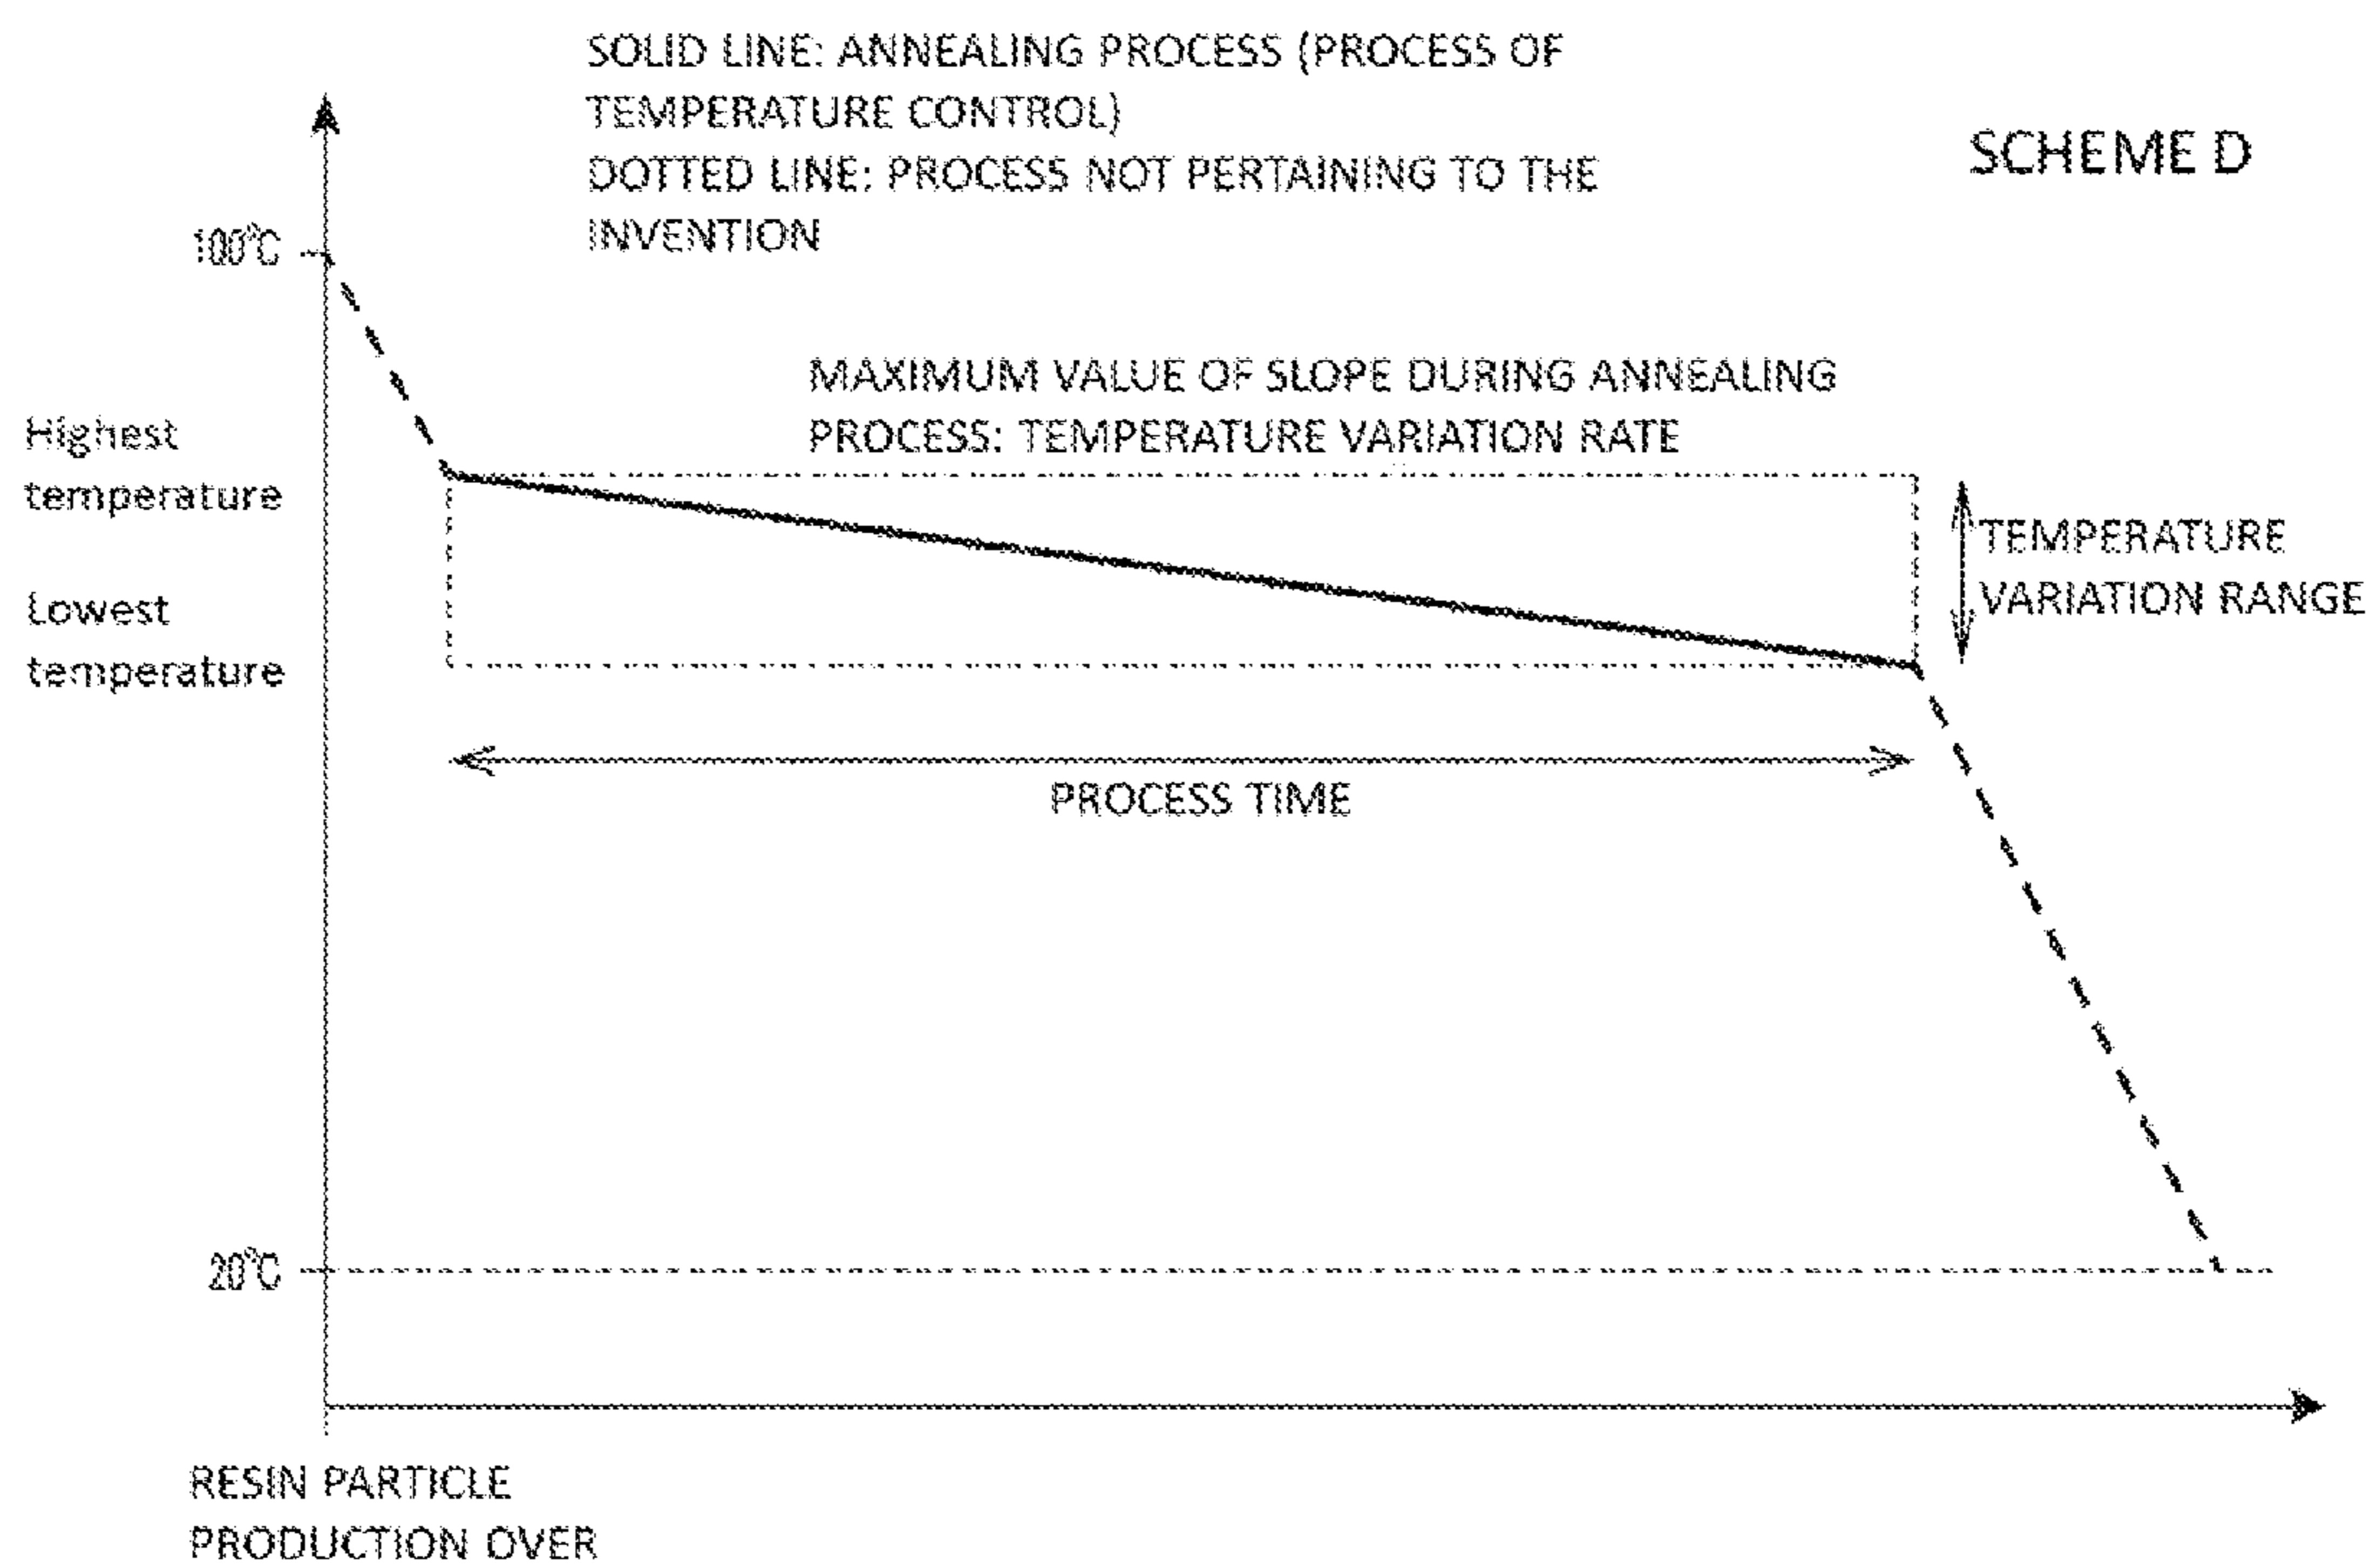 SOLID LINE: ANNEALING PROCESS (PROCESS OF
TEMPERATURE CONTROL)
DOTTED LINE: PROCESS NOT PERTAINING TO THE
INVENTION
SCHEME D
100°C
MAXIMUM VALUE OF SLOPE DURING ANNEALING
PROCESS: TEMPERATURE VARIATION RATE
Highest
temperature
TEMPERATURE
VARIATION RANGE
Lowest
temperature
PROCESS TIME
20°C
RESIN PARTICLE
PRODUCTION OVER